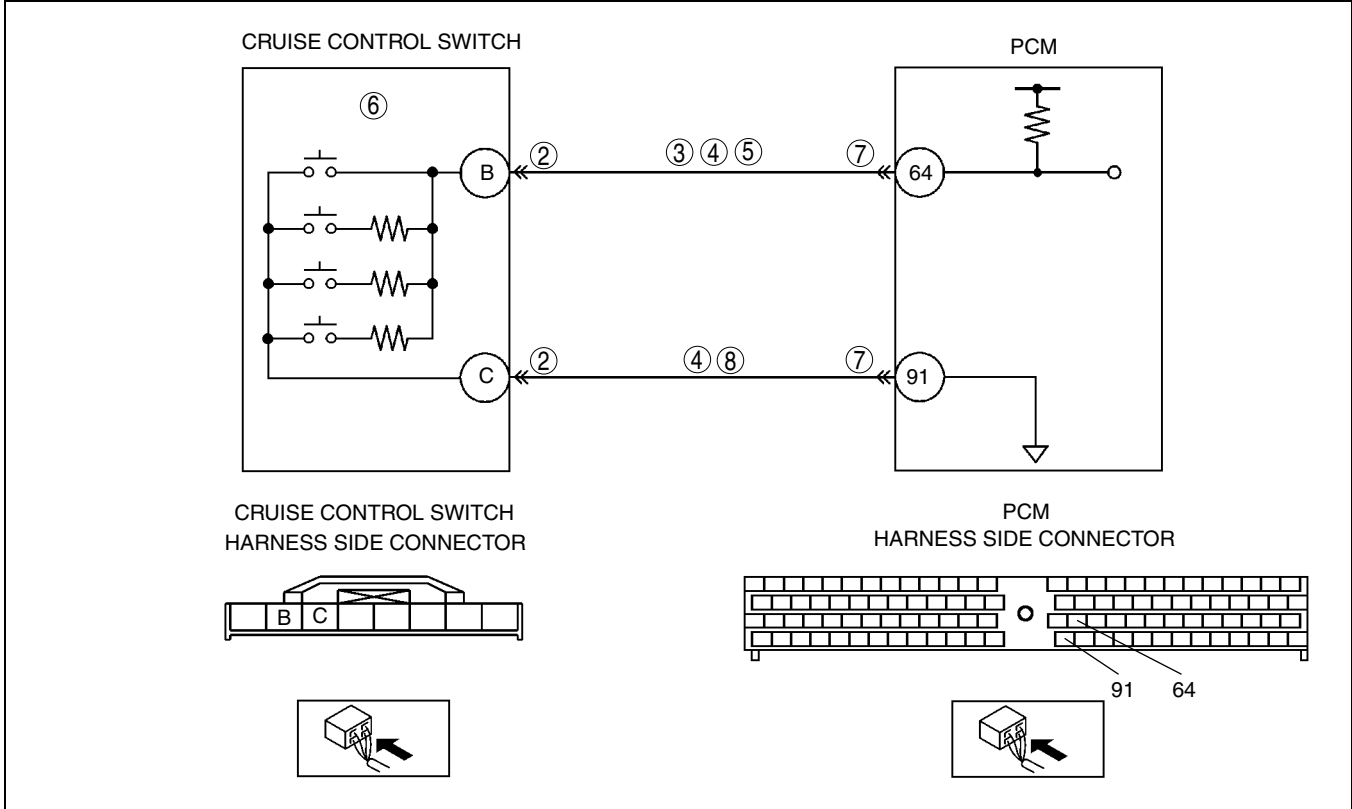 CRUISE CONTROL SWITCH
PCM
⑥
B
②
③ ④ ⑤
⑦
64
C
②
④ ⑧
⑦
91
CRUISE CONTROL SWITCH
HARNESS SIDE CONNECTOR
PCM
HARNESS SIDE CONNECTOR
B C
91 64